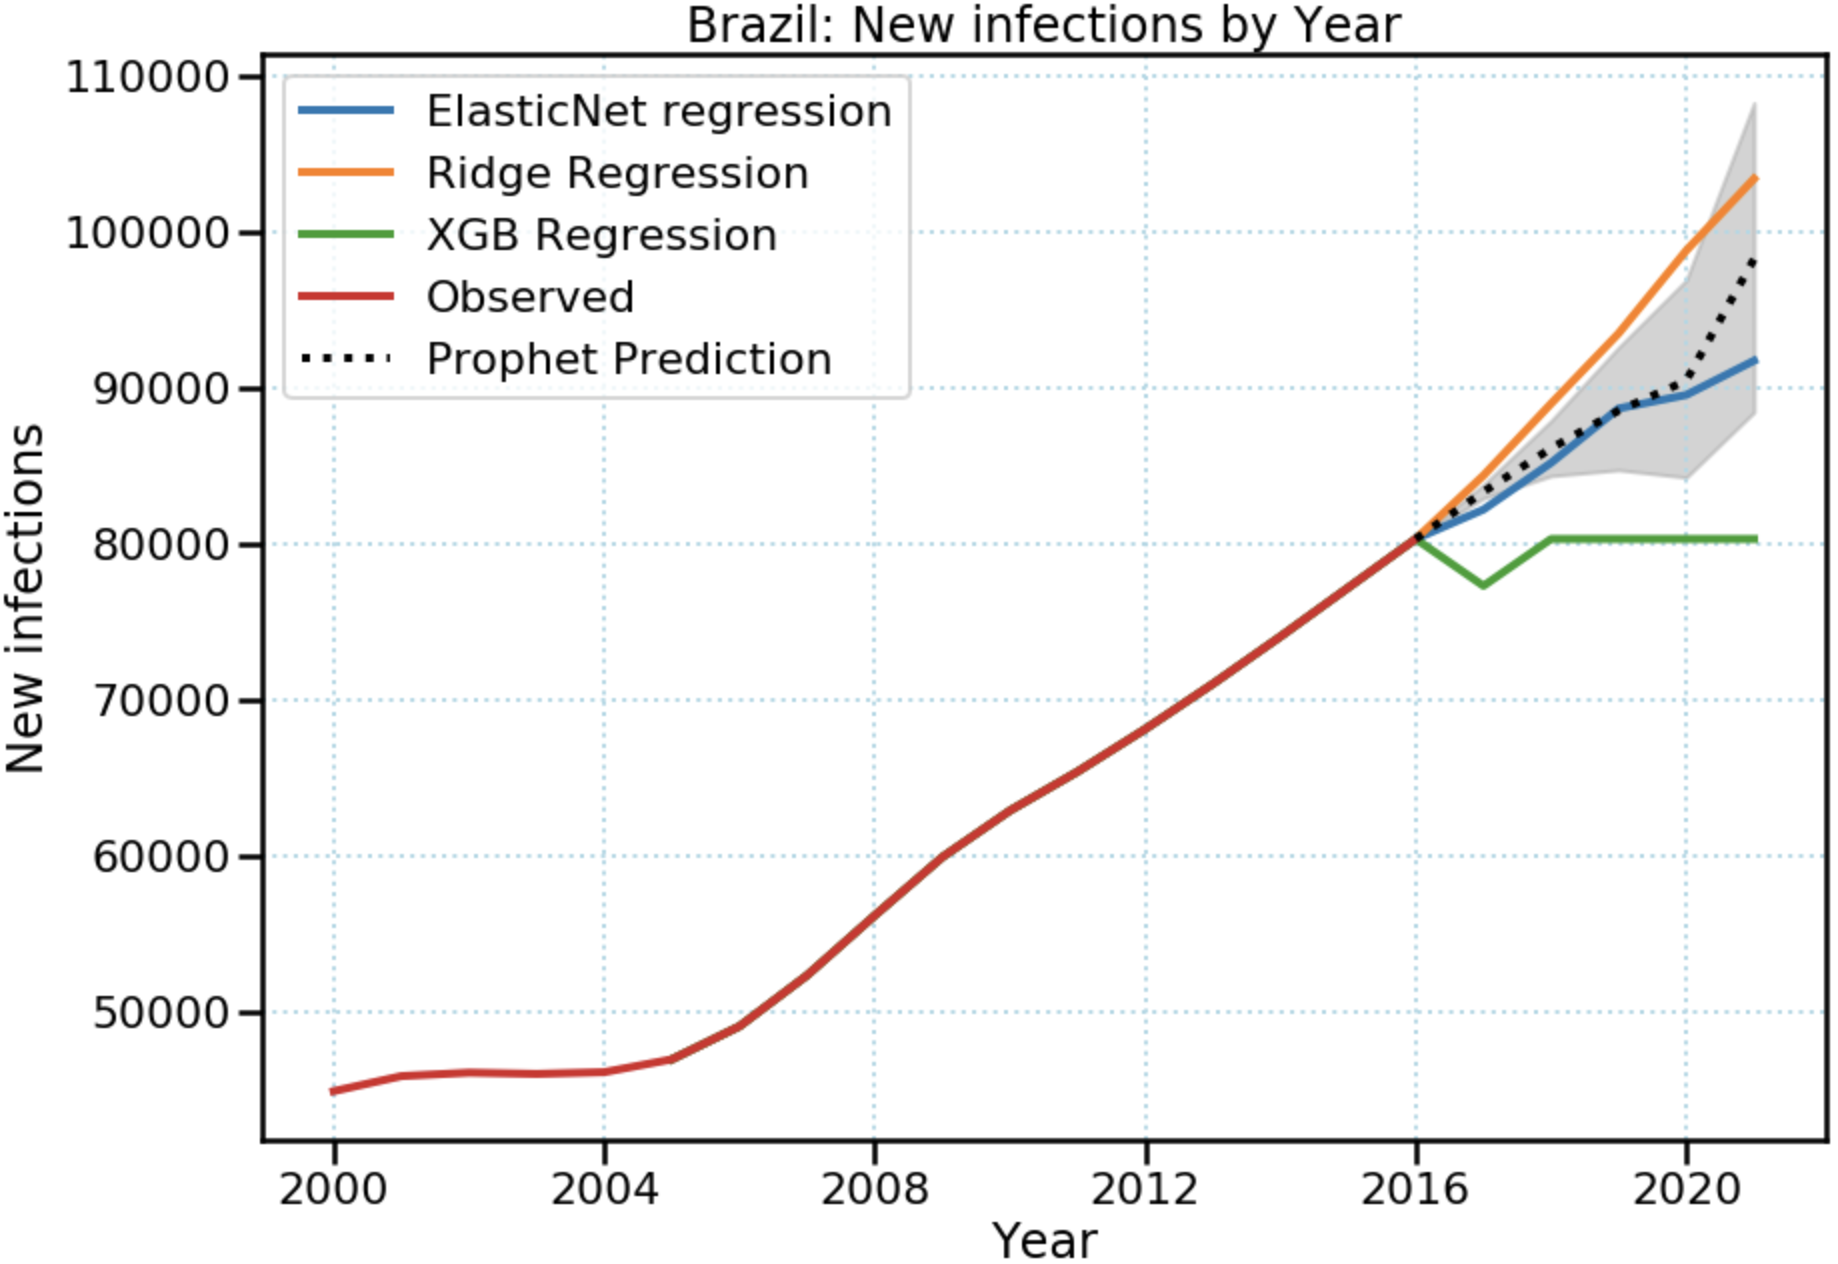 Brazil: New infections by Year
110000
100000
90000
80000
70000
60000
50000
New infections
ElasticNet regression
Ridge Regression
XGB Regression
Observed
Prophet Prediction
2000 2004 2008 2012 2016 2020
Year